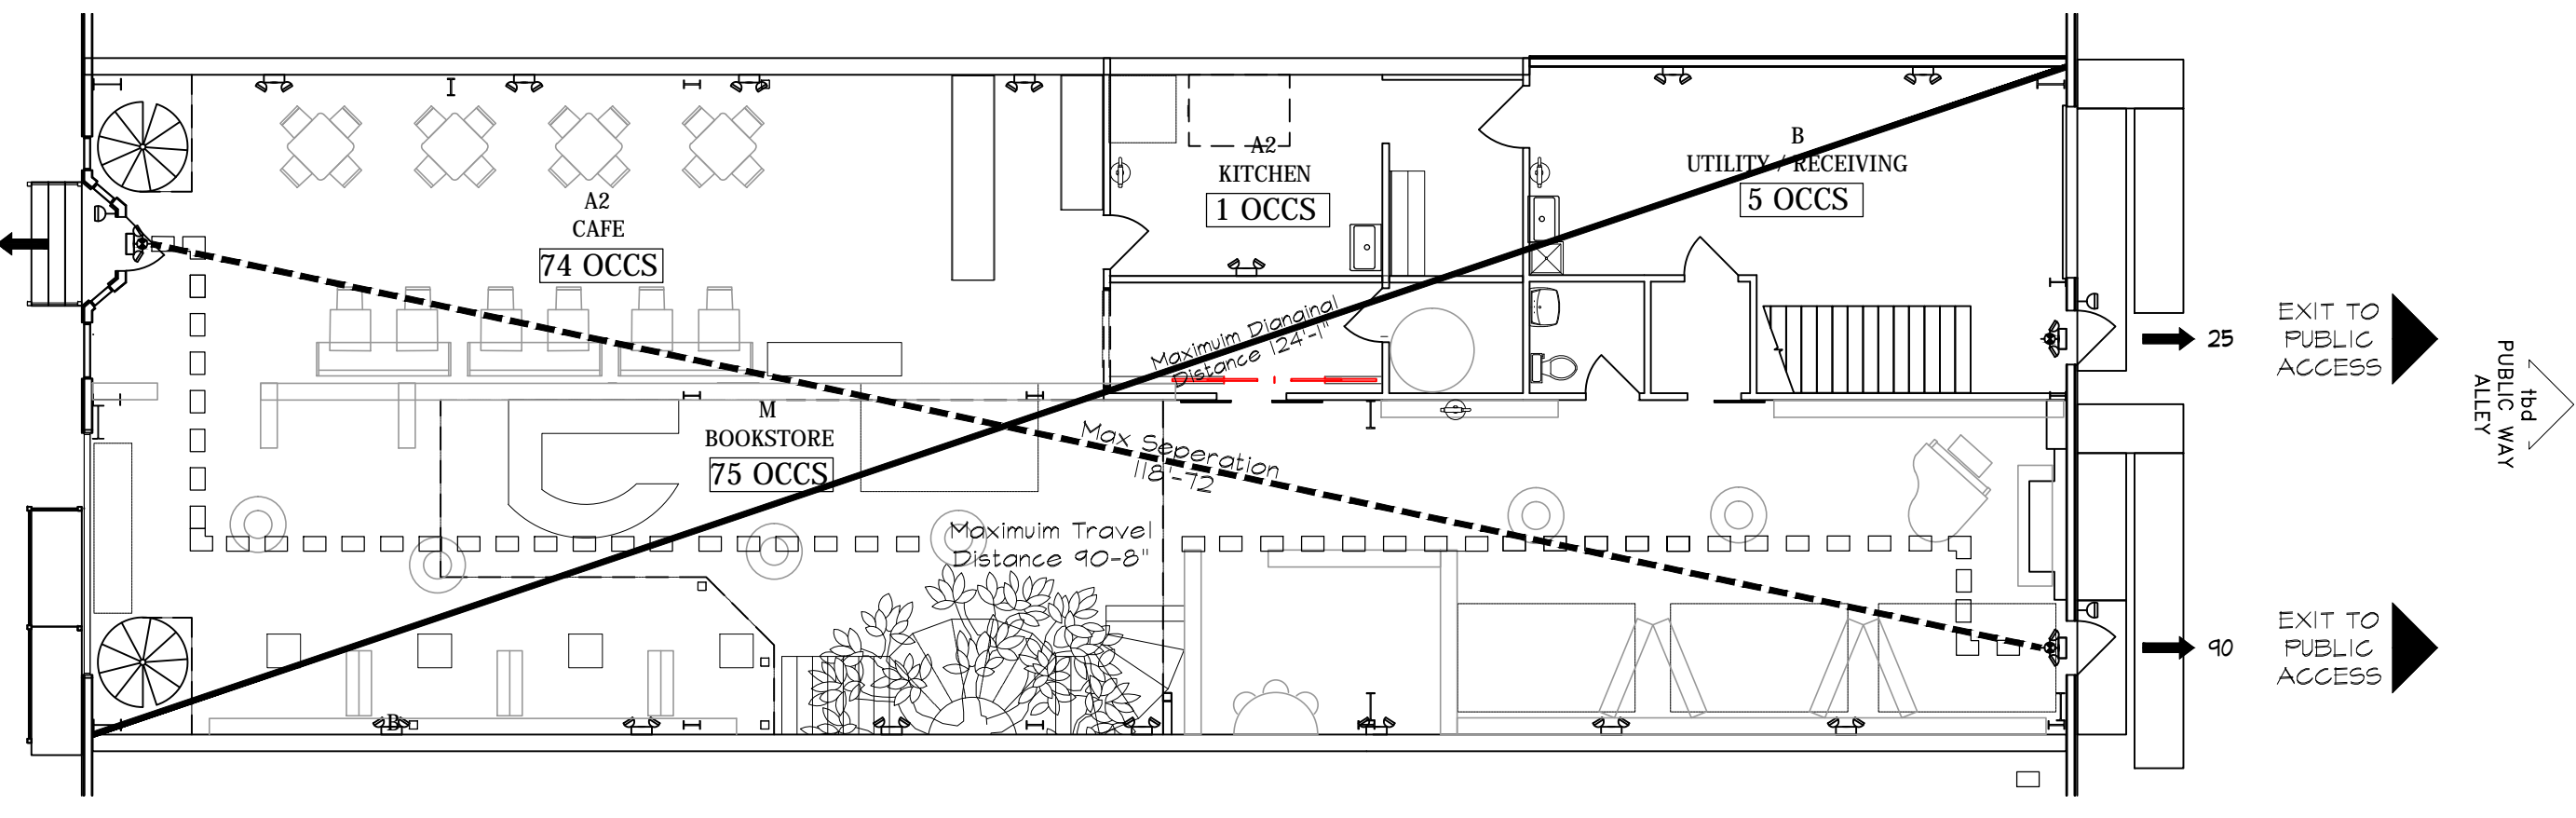 A2
CAFE
74 OCCS
A2
KITCHEN
1 OCCS
B
UTILITY / RECEIVING
5 OCCS
Maximum Dianginal
Distance 124'-1"
M
BOOKSTORE
75 OCCS
Max Seperation
118'-72
Maximuim Travel
Distance 90-8"
B
25
EXIT TO
PUBLIC
ACCESS
90
EXIT TO
PUBLIC
ACCESS
tbd
PUBLIC WAY
ALLEY